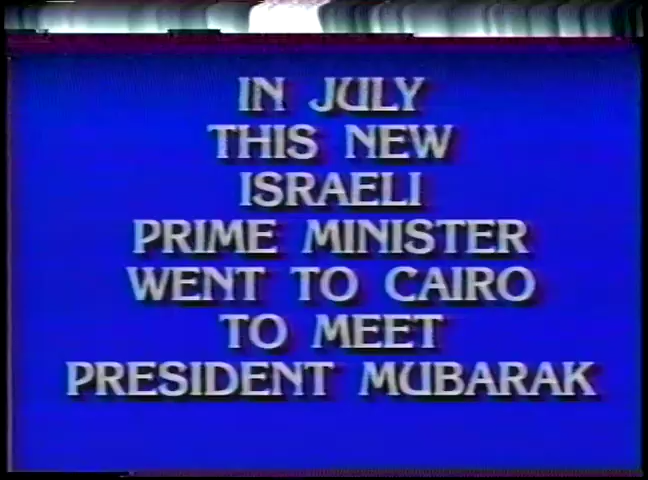 IN JULY
THIS NEW
ISRAELI
PRIME MINISTER
WENT TO CAIRO
TO MEET
PRESIDENT MUBARAK